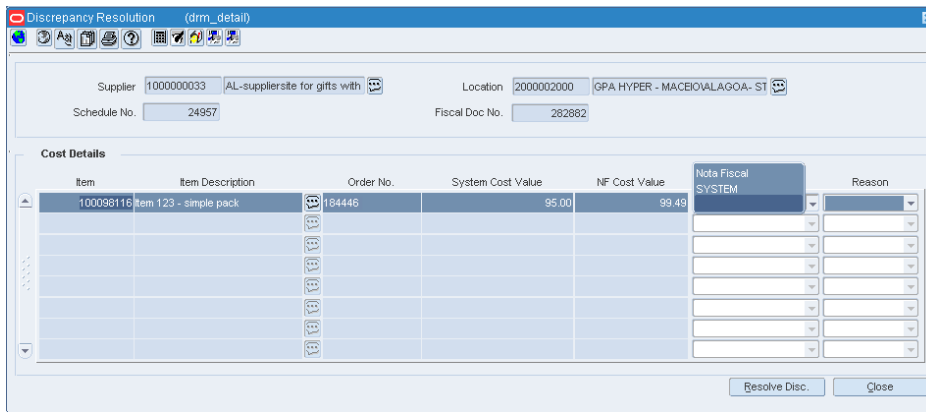 Discrepancy Resolution (drm_detail)
Supplier 1000000033 AL-suppliersite for gifts with Location 2000002000 GPA HYPER - MACEIO\ALAGOA- ST
Schedule No. 24957 Fiscal Doc No. 282882
Cost Details
Nota Fiscal
SYSTEM
Item Item Description Order No. System Cost Value NF Cost Value Reason
100098116 Item 123 - simple pack 184446 95.00 99.49
Resolve Disc. Close